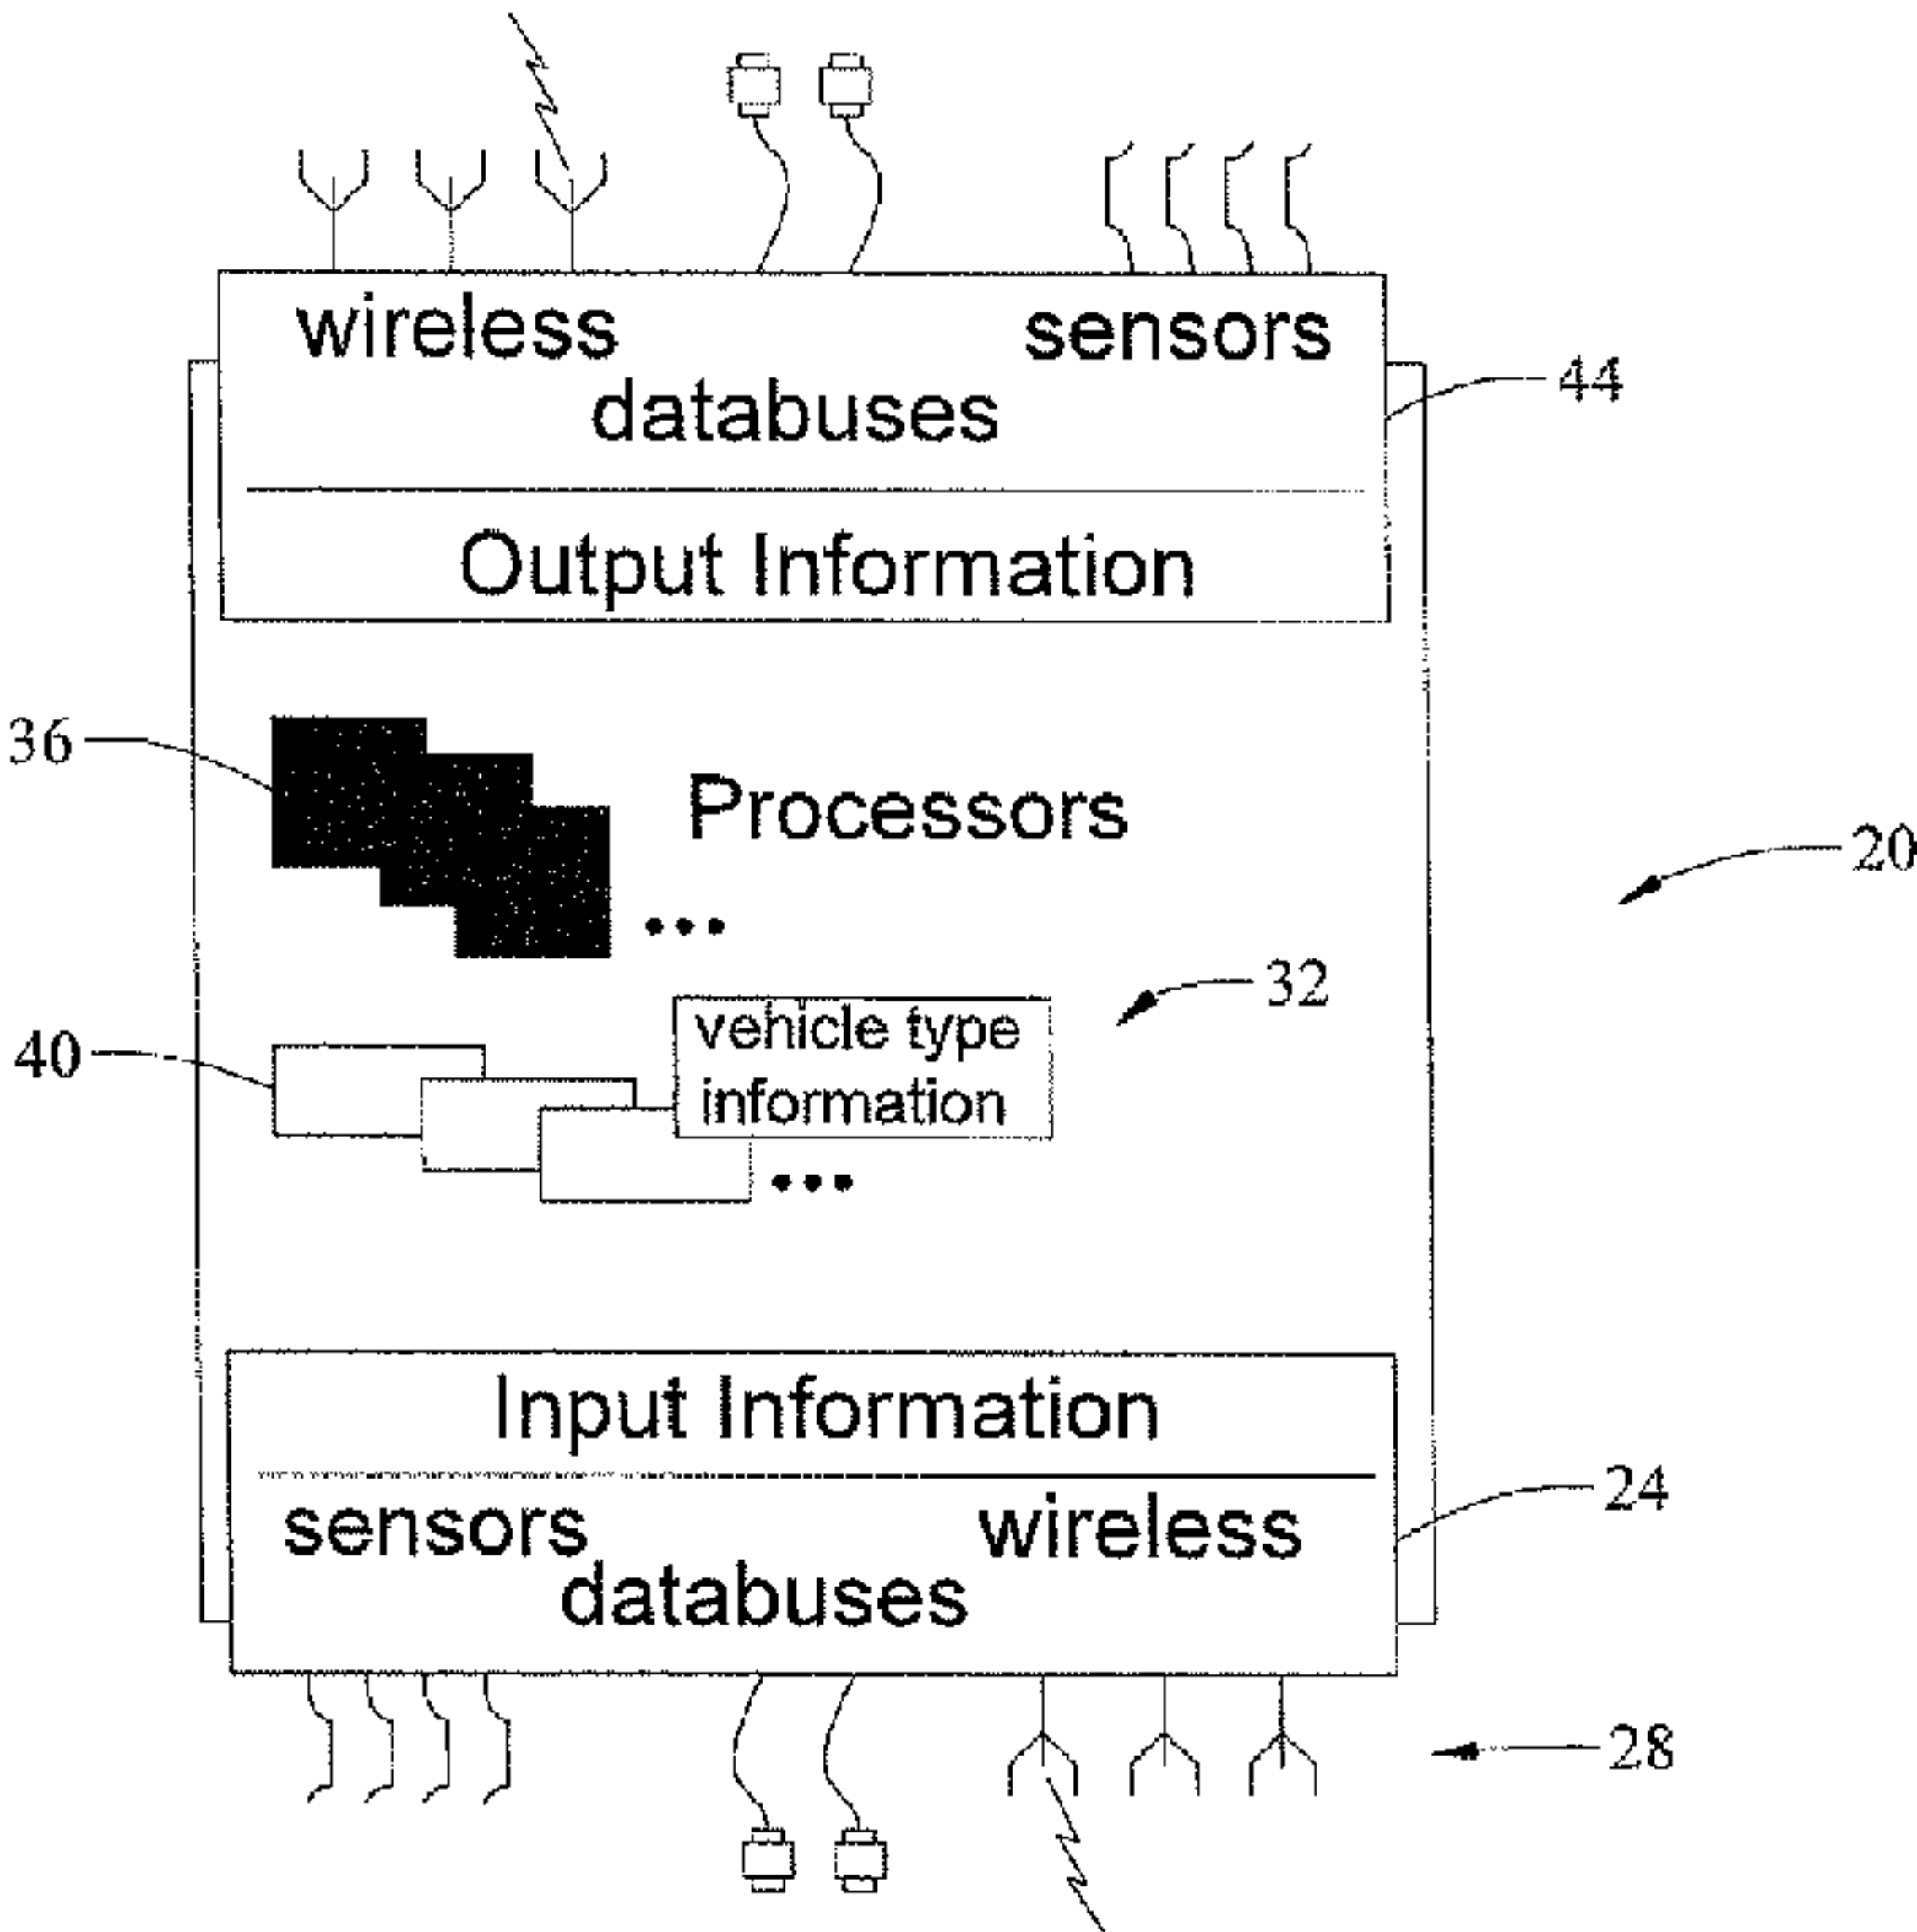 wireless
sensors
databuses
44
Output Information
36
Processors
20
32
vehicle type
information
40
Input Information
24
sensors
wireless
databuses
28